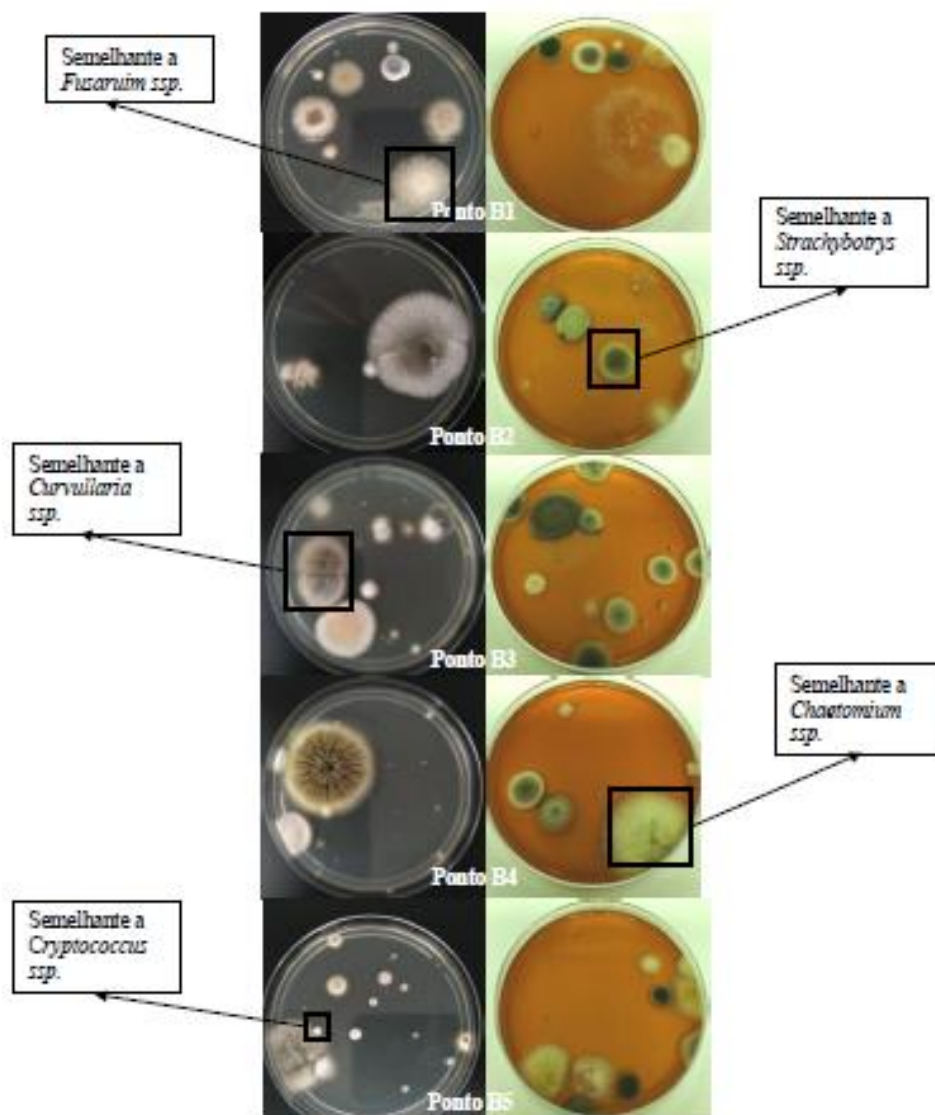 Semelhante a
Fusaruim ssp.
Ponto B1
Semelhante a
Strachybotrys
ssp.
Ponto B2
Semelhante a
Curvullaria
ssp.
Ponto B3
Semelhante a
Chaetomium
ssp.
Ponto B4
Semelhante a
Cryptococcus
ssp.
Ponto B5